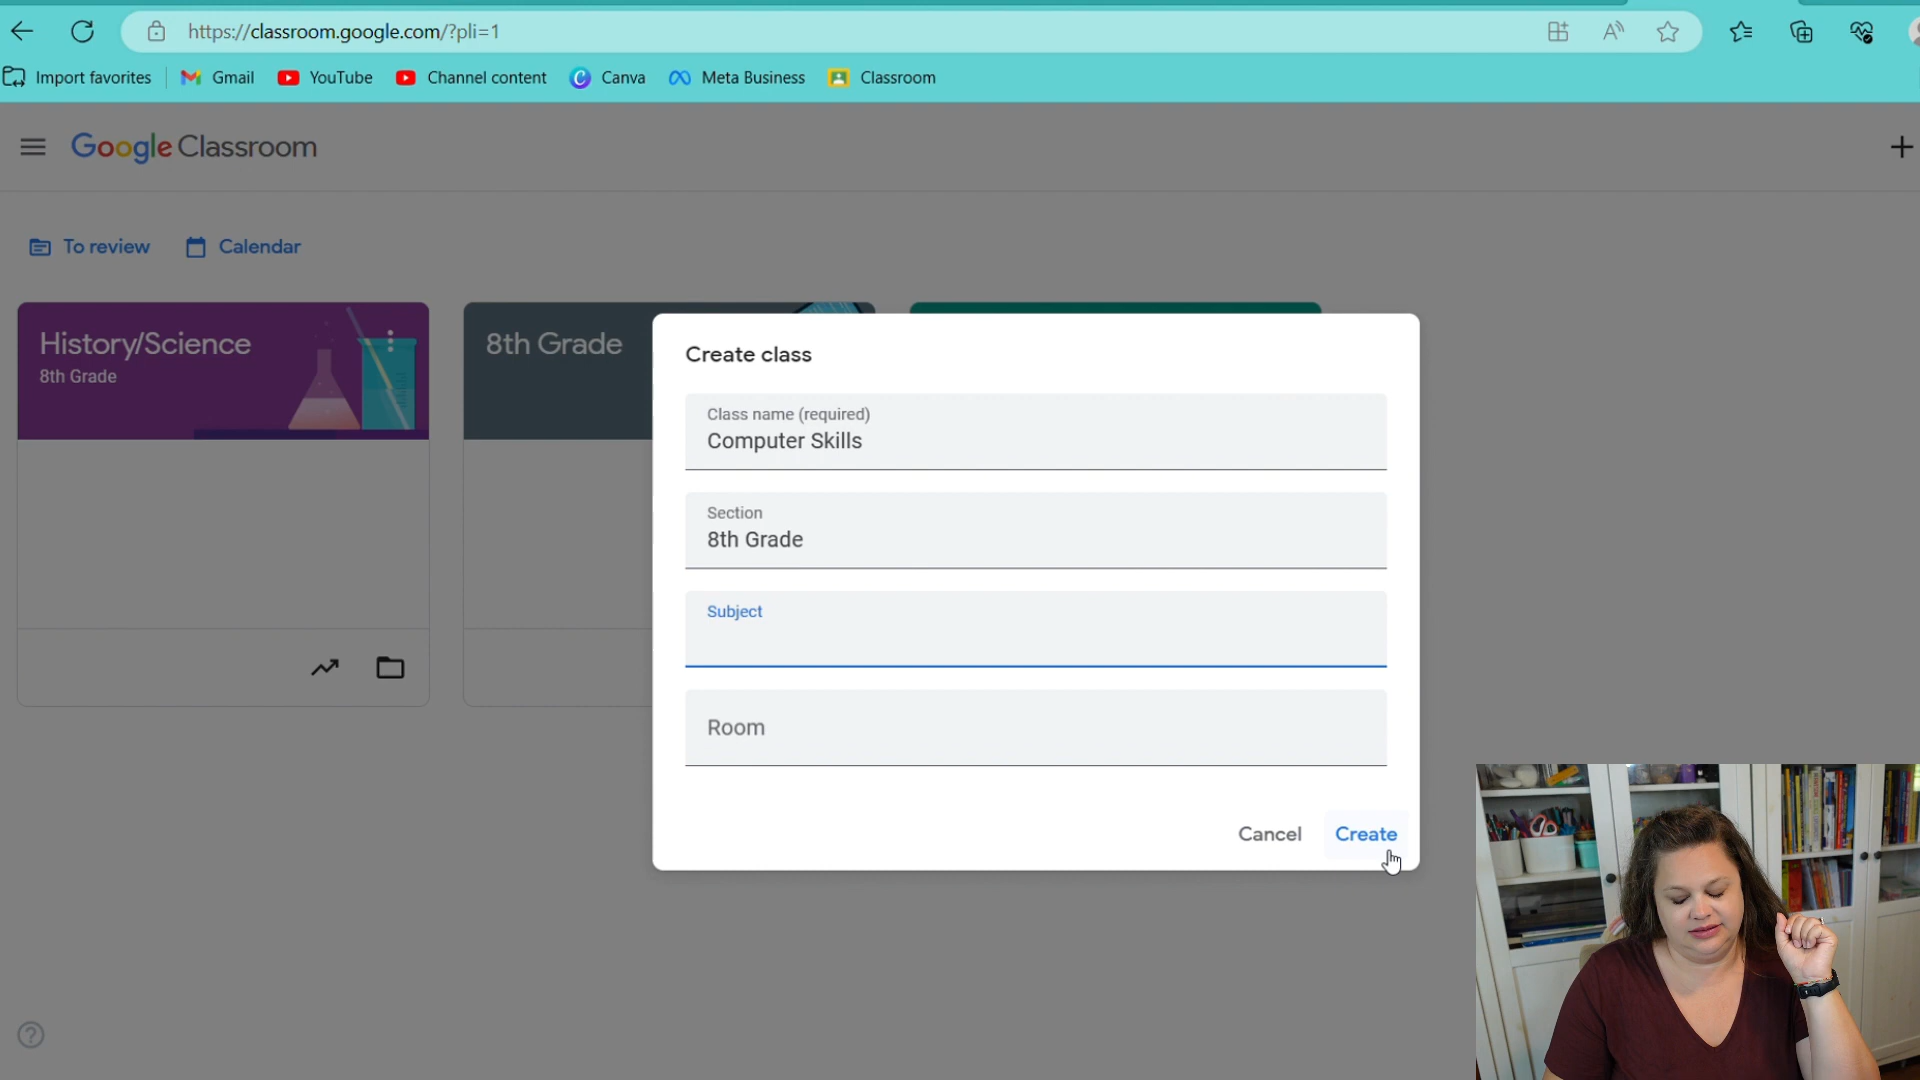 https://classroom.google.com/?pli=1
Import favorites
Gmail
YouTube
Channel content
Canva
Meta Business
Classroom
Google Classroom
To review
Calendar
History/Science
8th Grade
8th Grade
Create class
Class name (required)
Computer Skills
Section
8th Grade
Subject
Room
Cancel
Create